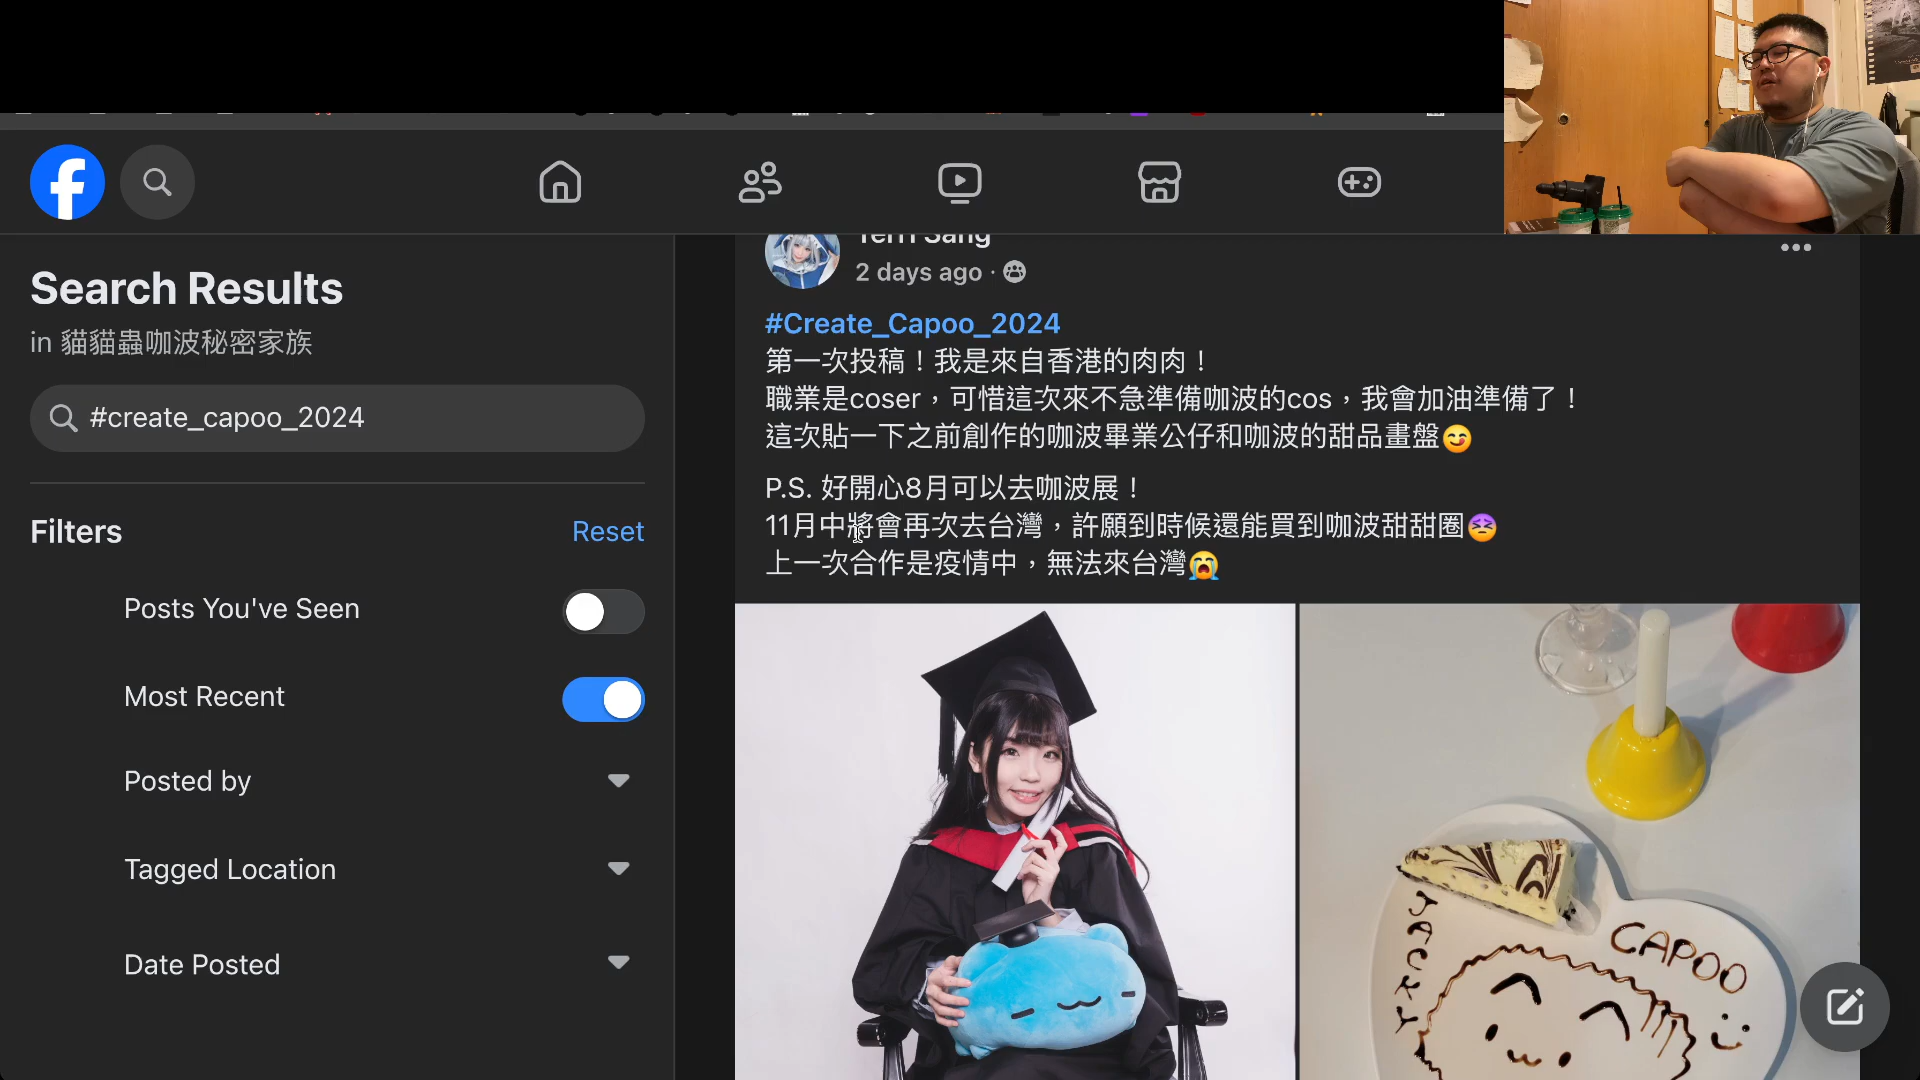 Search Results
in 貓貓蟲咖波秘密家族
#create_capoo_2024
Filters
Reset
Posts You've Seen
Most Recent
Posted by
Tagged Location
Date Posted
Terri Sang
2 days ago ·
#Create_Capoo_2024
第一次投稿！我是來自香港的肉肉！
職業是coser，可惜這次來不急準備咖波的cos，我會加油準備了！
這次貼一下之前創作的咖波畢業公仔和咖波的甜品畫盤😋
P.S. 好開心8月可以去咖波展！
11月中將會再次去台灣，許願到時候還能買到咖波甜甜圈😣
上一次合作是疫情中，無法來台灣😭
JACKY
CAPOO